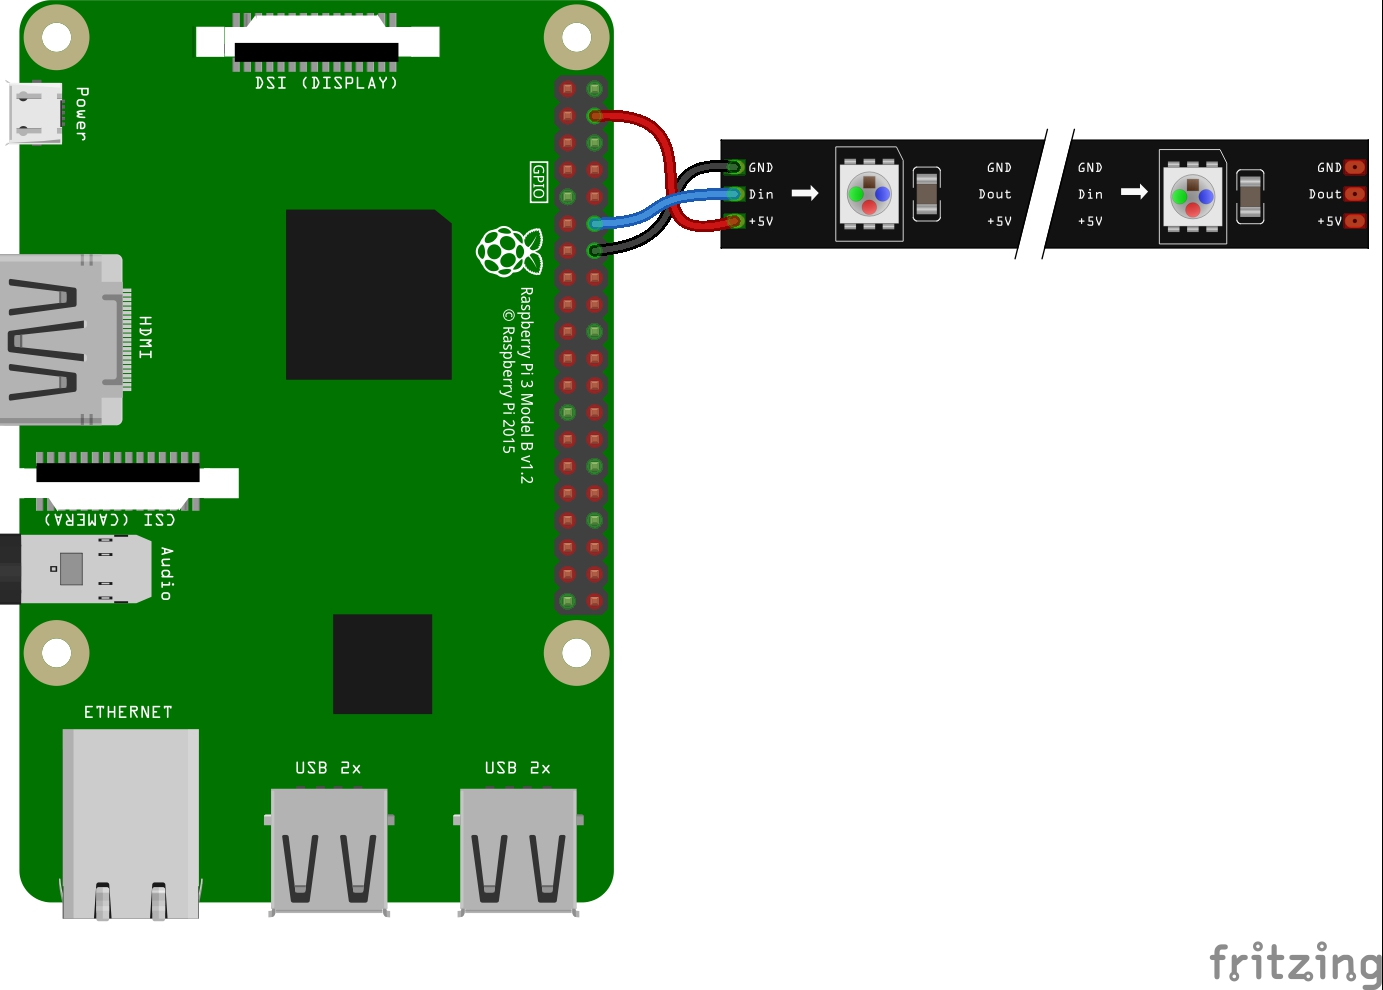 DSI (DISPLAY)
Power
GPIO
GND
Din
+5V
GND
Dout
+5V
GND
Din
+5V
GND
Dout
+5V
Raspberry Pi 3 Model B v1.2
© Raspberry Pi 2015
HDMI
CSI (CAMERA)
Audio
ETHERNET
USB 2x
USB 2x
fritzing